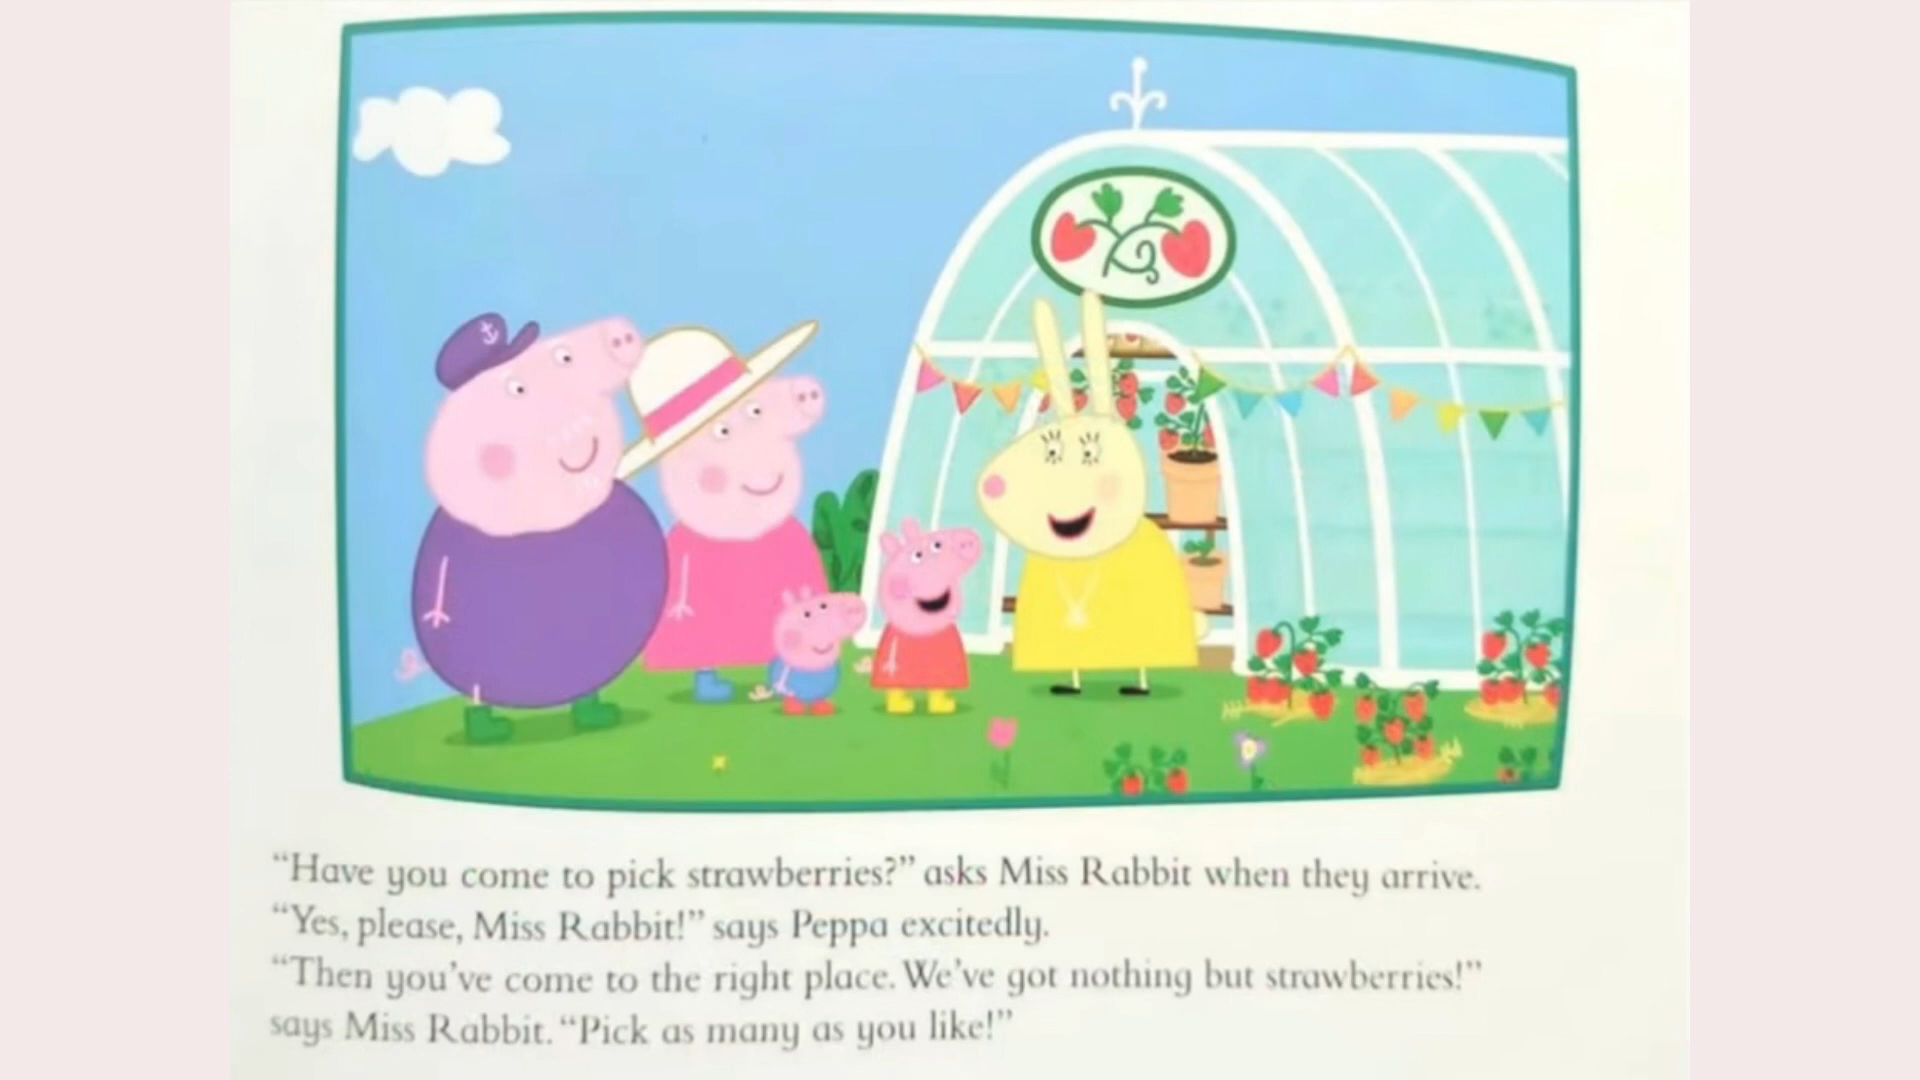 “Have you come to pick strawberries?” asks Miss Rabbit when they arrive.
“Yes, please, Miss Rabbit!” says Peppa excitedly.
“Then you’ve come to the right place. We’ve got nothing but strawberries!”
says Miss Rabbit. “Pick as many as you like!”